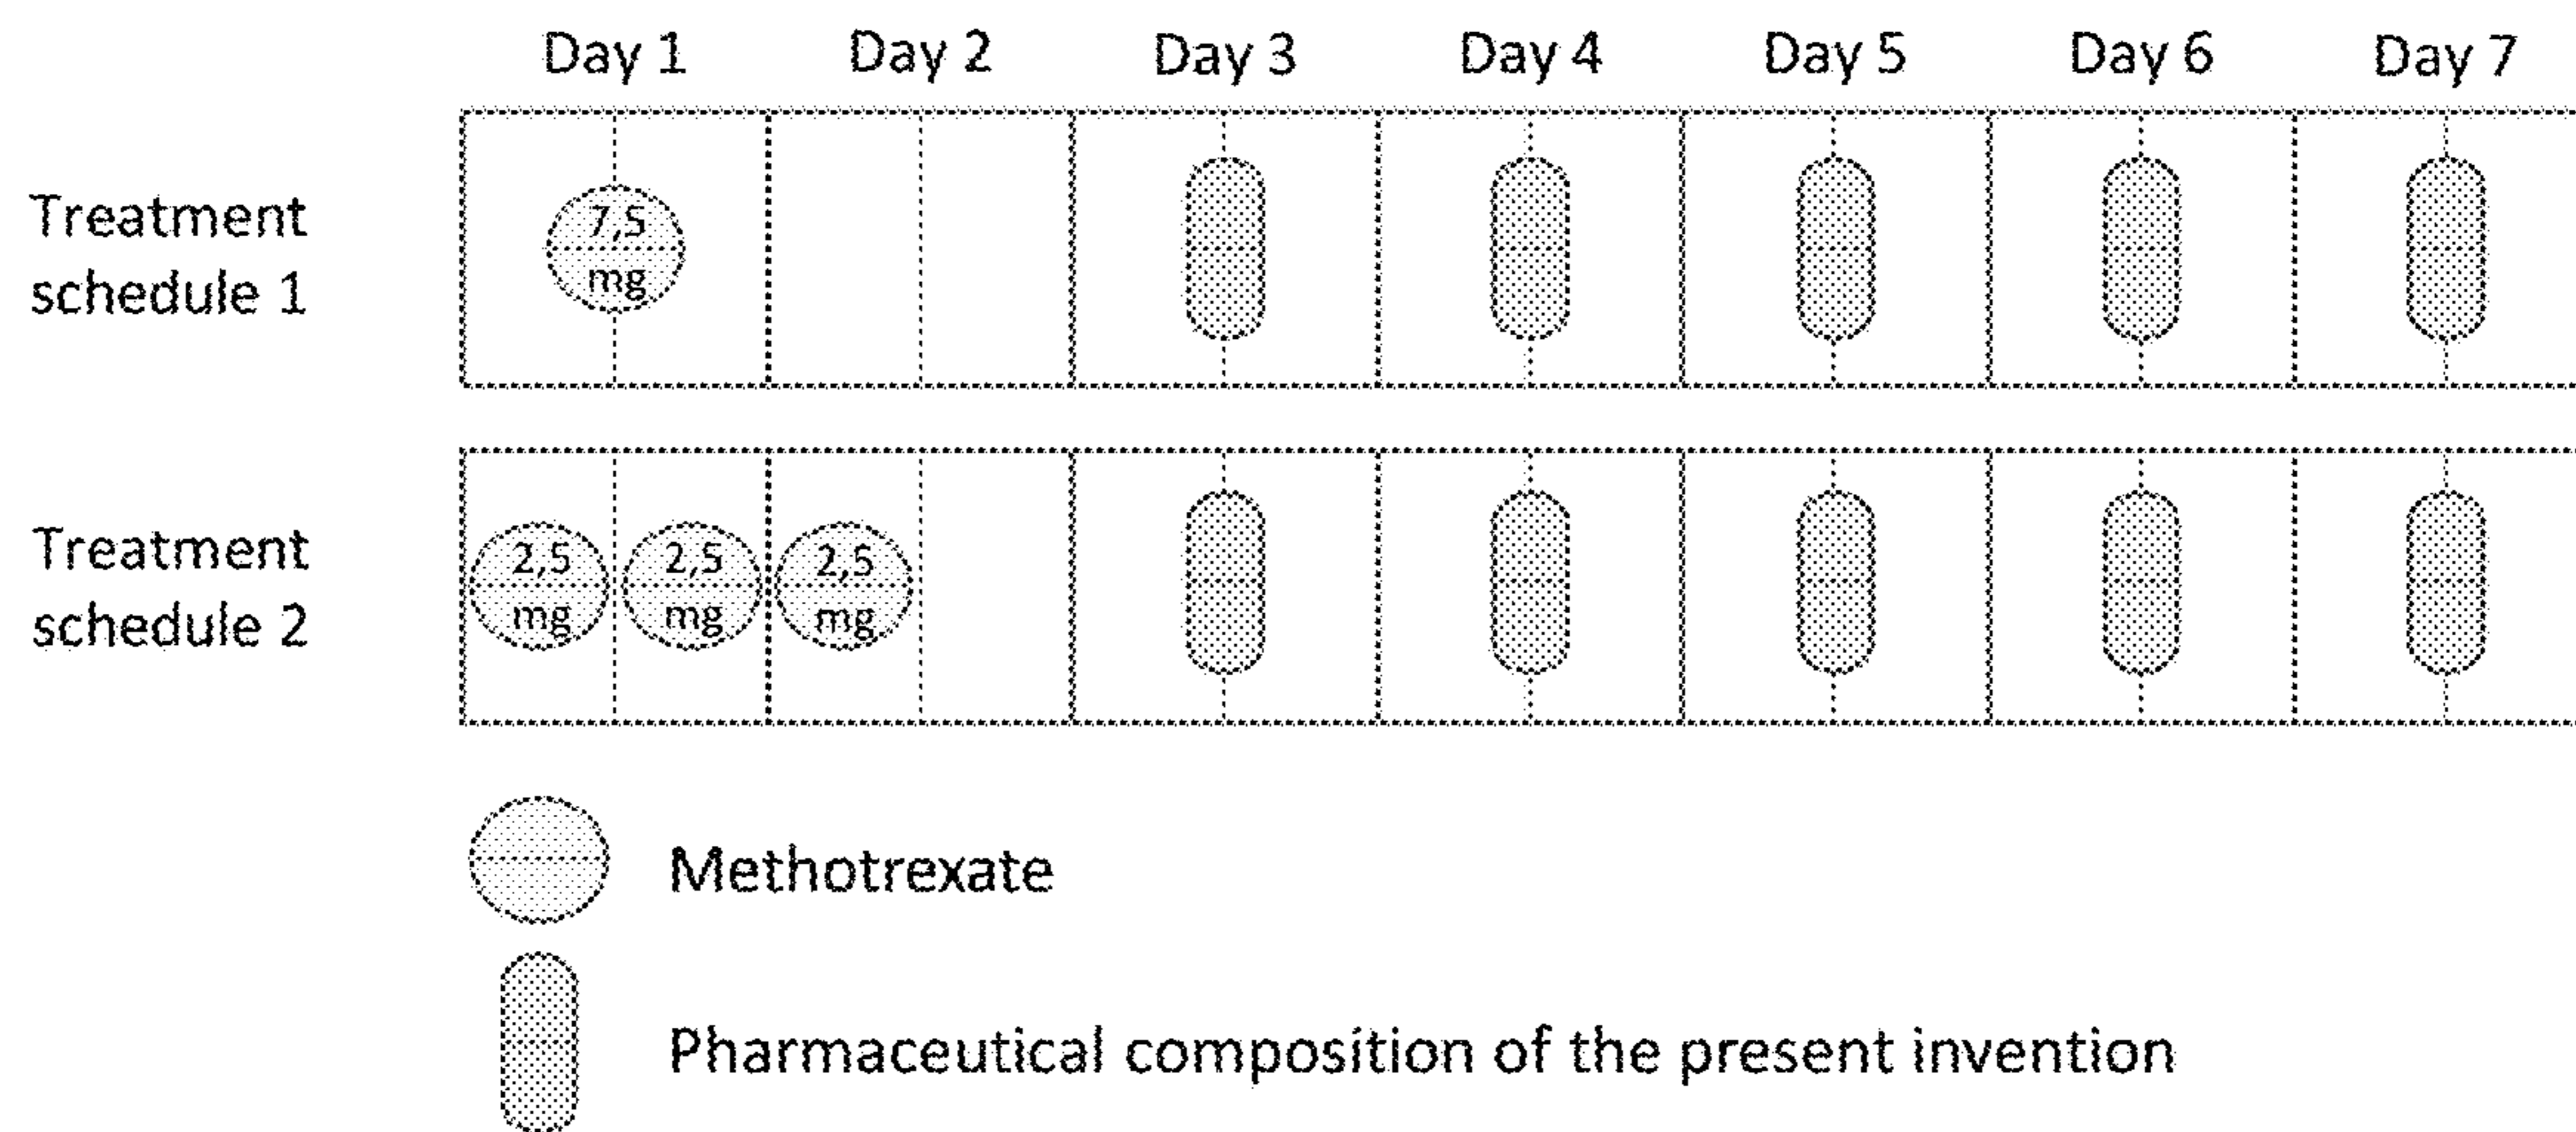 Day 1 Day 2 Day 3 Day 4 Day 5 Day 6 Day 7
Treatment
schedule 1
7,5
mg
Treatment
schedule 2
2,5 2,5 2,5
mg mg mg
Methotrexate
Pharmaceutical composition of the present invention